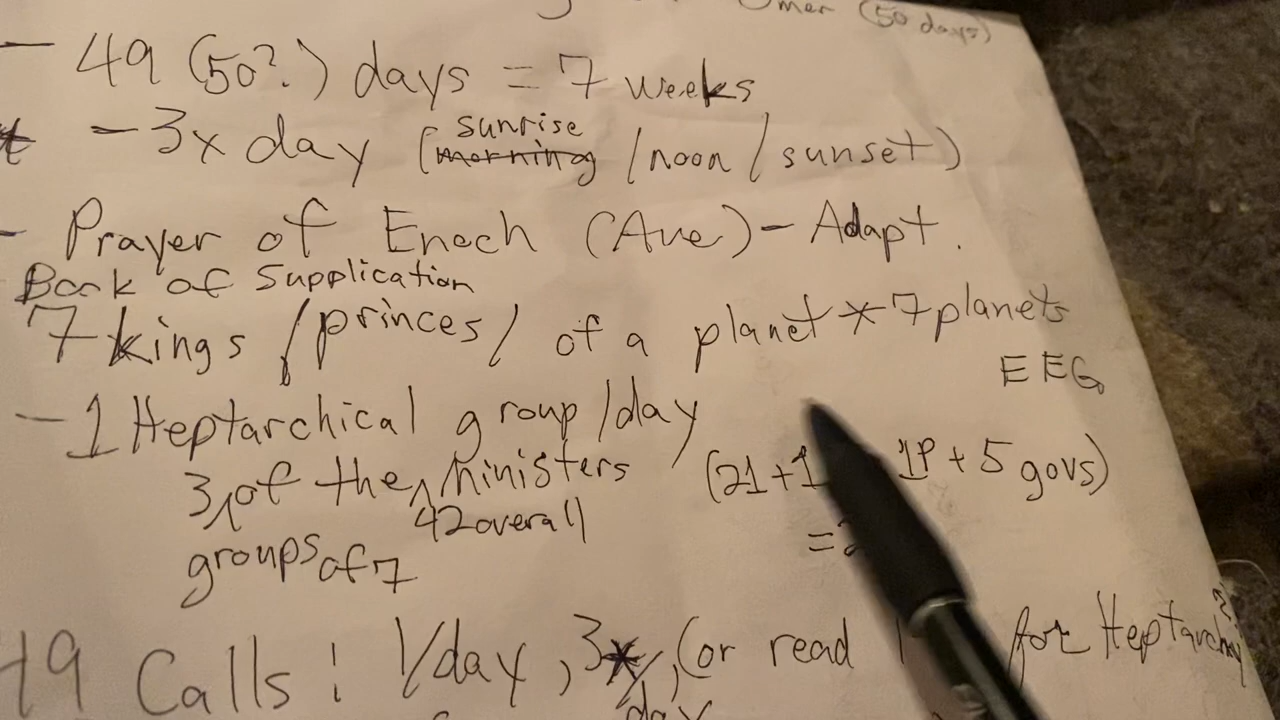 Omer (50 days)
- 49 (50?) days = 7 weeks
- 3x day (morning sunrise / noon / sunset)
- Prayer of Enoch (Ave) - Adapt.
Book of Supplication
7 kings / princes / of a planet * 7 planets
EEG
- 1 Heptarchical group / day
3 of the ministers (21+1 1P + 5 govs)
42 overall =2
groups of 7
49 Calls! 1/day, 3x/day, (or read for Heptarchy?